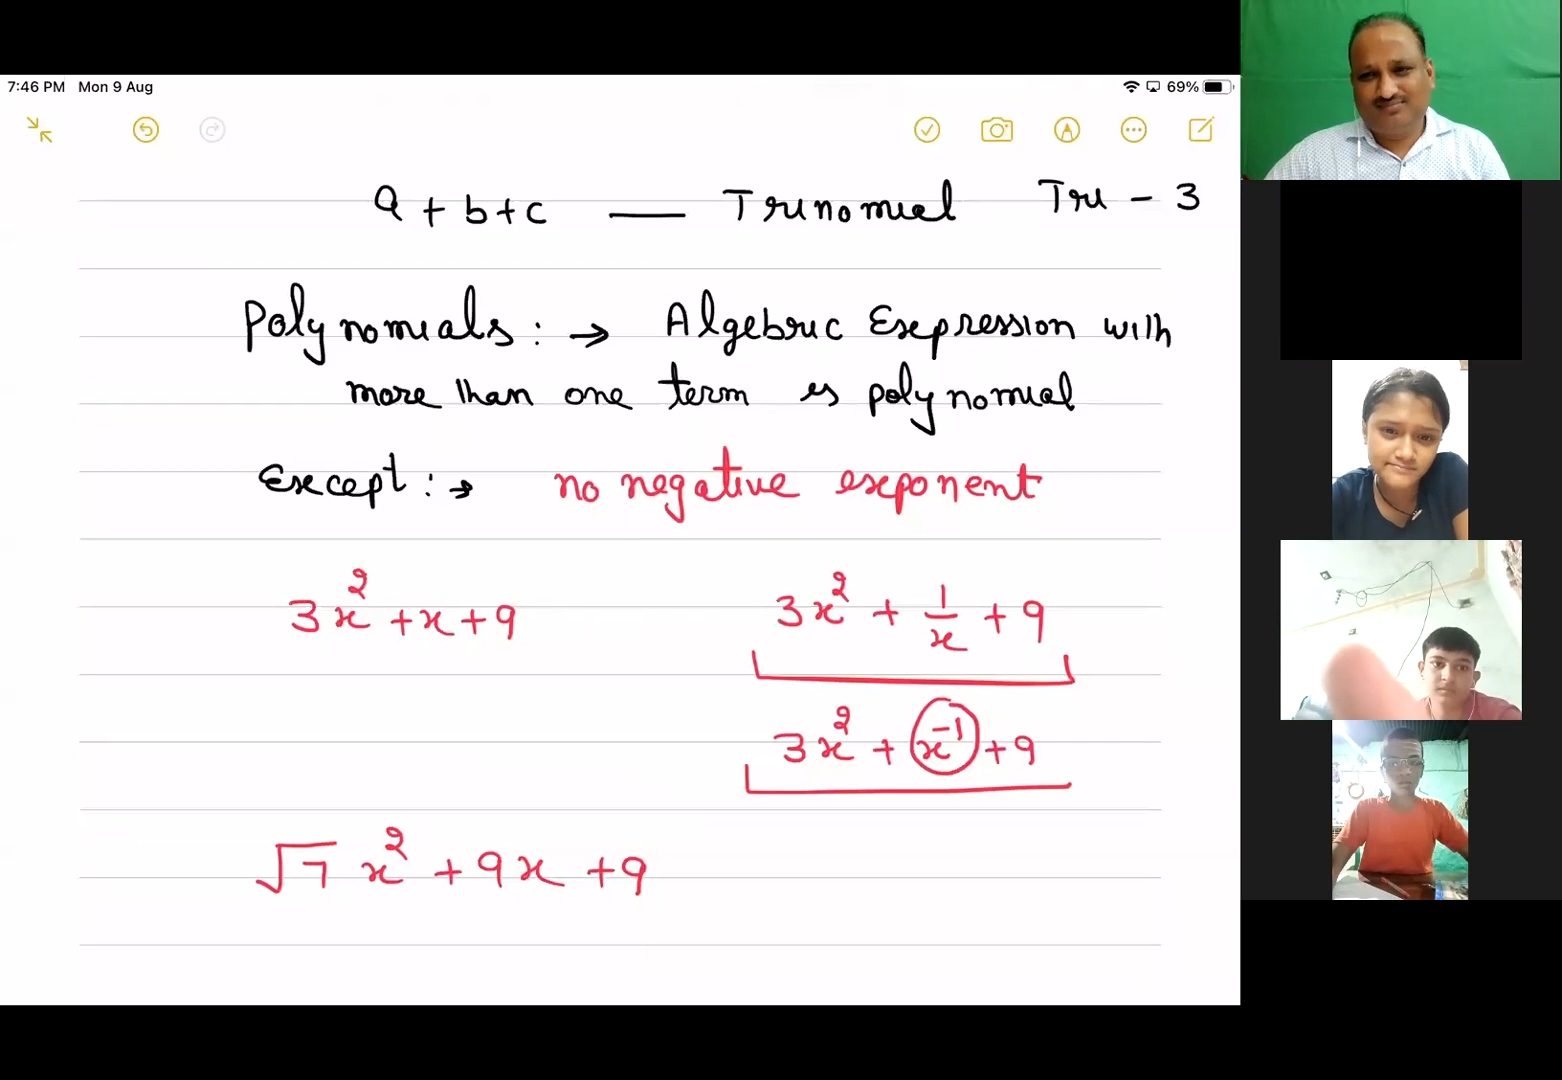 7:46 PM Mon 9 Aug 69%
a + b + c — Trinomial Tri - 3
Polynomials : → Algebric Expression with
more than one term is polynomial
Except : → no negative exponent
3x² + x + 9
3x² + 1/x + 9
3x² + x⁻¹ + 9
√7 x² + 9x + 9